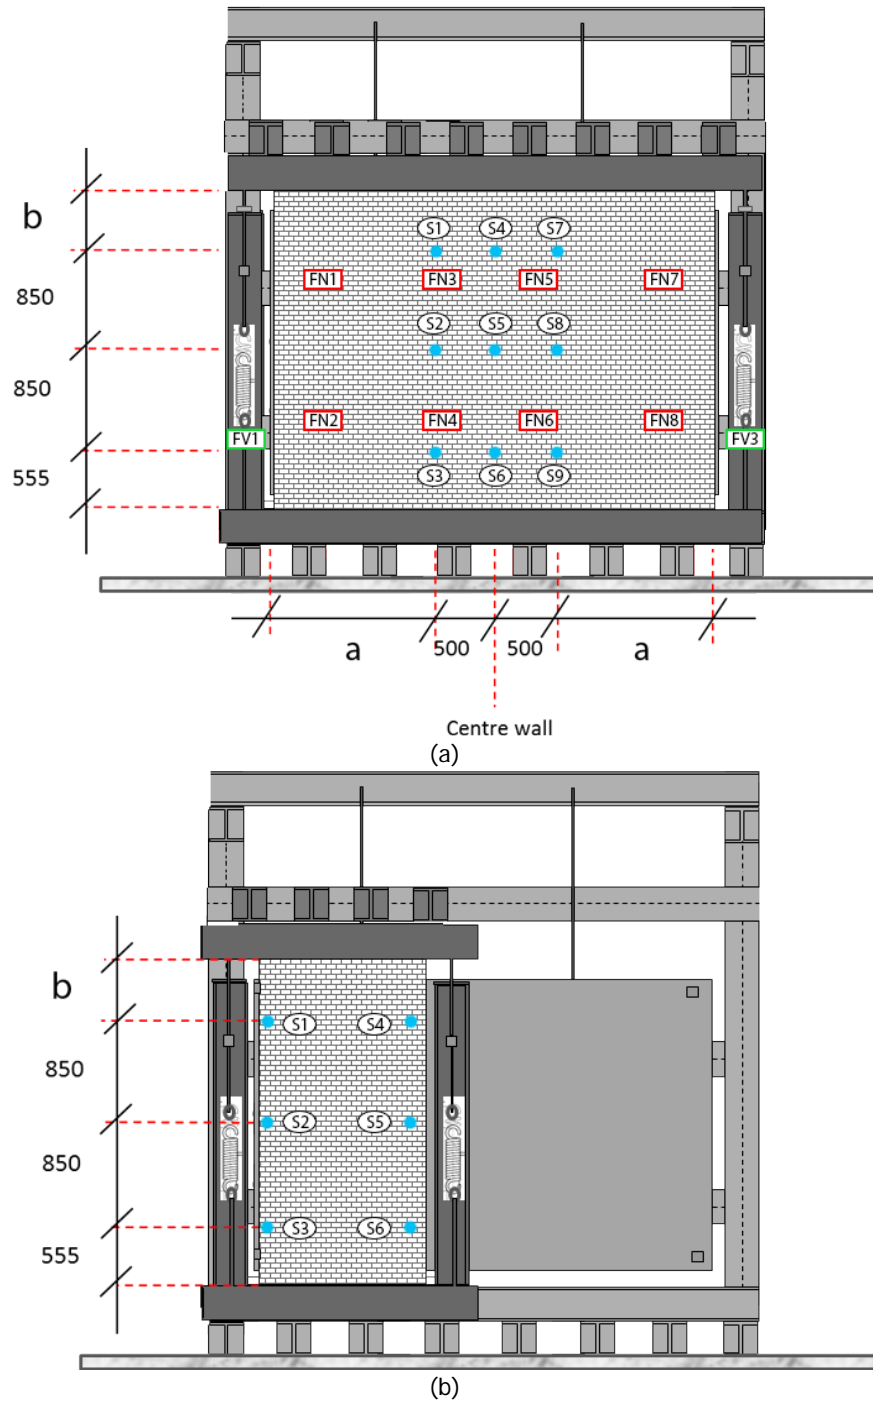 S1 S4 S7
b
FN1 FN3 FN5 FN7
850
S2 S5 S8
850
FN2 FN4 FN6 FN8
FV1 FV3
555
S3 S6 S9
a 500 500 a
Centre wall
(a)
b
S1 S4
850
S2 S5
850
S3 S6
555
(b)